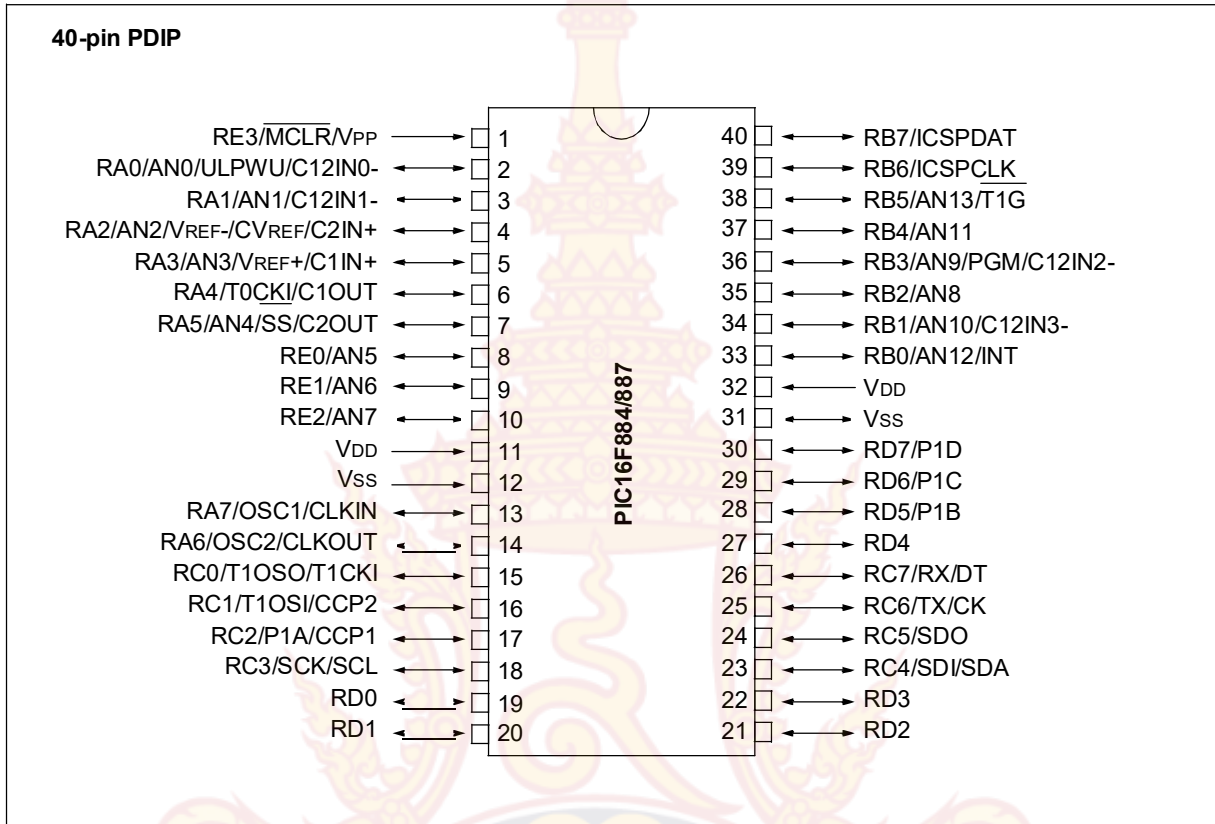 40-pin PDIP
RE3/MCLR/VPP
RA0/AN0/ULPWU/C12IN0-
RA1/AN1/C12IN1-
RA2/AN2/VREF-/CVREF/C2IN+
RA3/AN3/VREF+/C1IN+
RA4/T0CKI/C1OUT
RA5/AN4/SS/C2OUT
RE0/AN5
RE1/AN6
RE2/AN7
VDD
VSS
RA7/OSC1/CLKIN
RA6/OSC2/CLKOUT
RC0/T1OSO/T1CKI
RC1/T1OSI/CCP2
RC2/P1A/CCP1
RC3/SCK/SCL
RD0
RD1
1
2
3
4
5
6
7
8
9
10
11
12
13
14
15
16
17
18
19
20
PIC16F884/887
40
39
38
37
36
35
34
33
32
31
30
29
28
27
26
25
24
23
22
21
RB7/ICSPDAT
RB6/ICSPCLK
RB5/AN13/T1G
RB4/AN11
RB3/AN9/PGM/C12IN2-
RB2/AN8
RB1/AN10/C12IN3-
RB0/AN12/INT
VDD
VSS
RD7/P1D
RD6/P1C
RD5/P1B
RD4
RC7/RX/DT
RC6/TX/CK
RC5/SDO
RC4/SDI/SDA
RD3
RD2